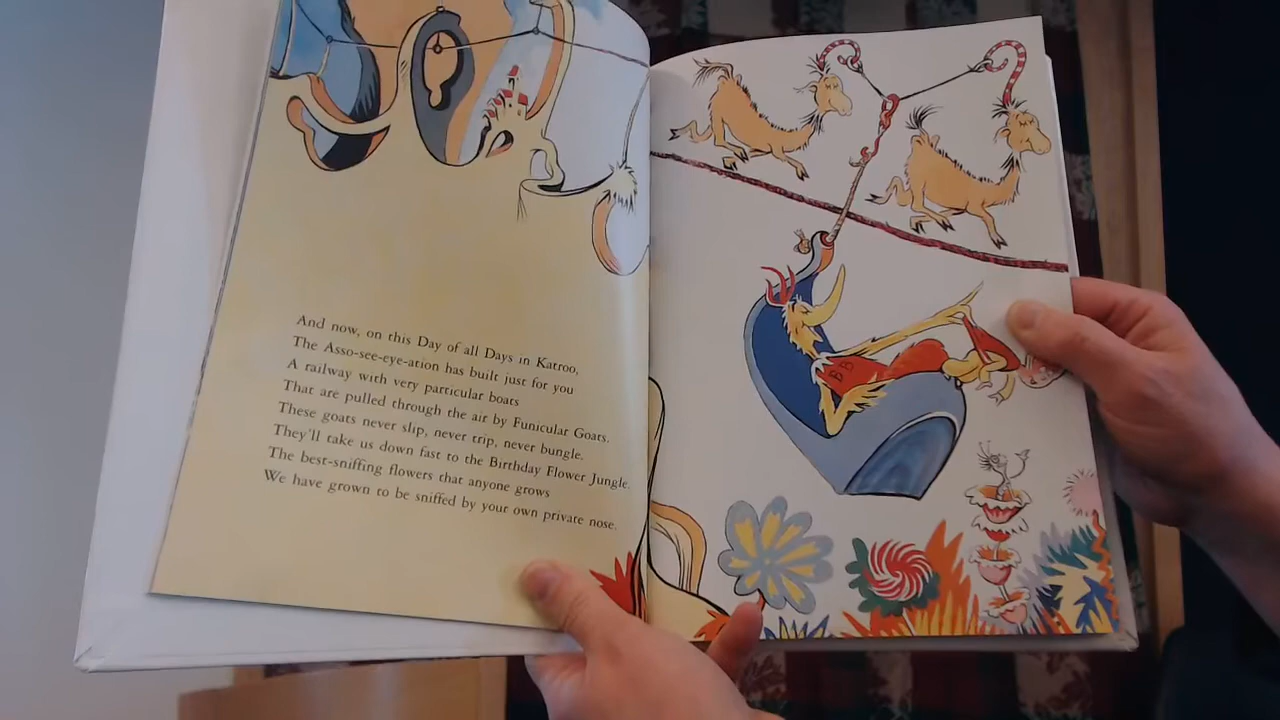 And now, on this Day of all Days in Katroo,
The Asso-see-eye-ation has built just for you
A railway with very particular boats
That are pulled through the air by Funicular Goats.
These goats never slip, never trip, never bungle.
They'll take us down fast to the Birthday Flower Jungle.
The best-sniffing flowers that anyone grows
We have grown to be sniffed by your own private nose.
BB